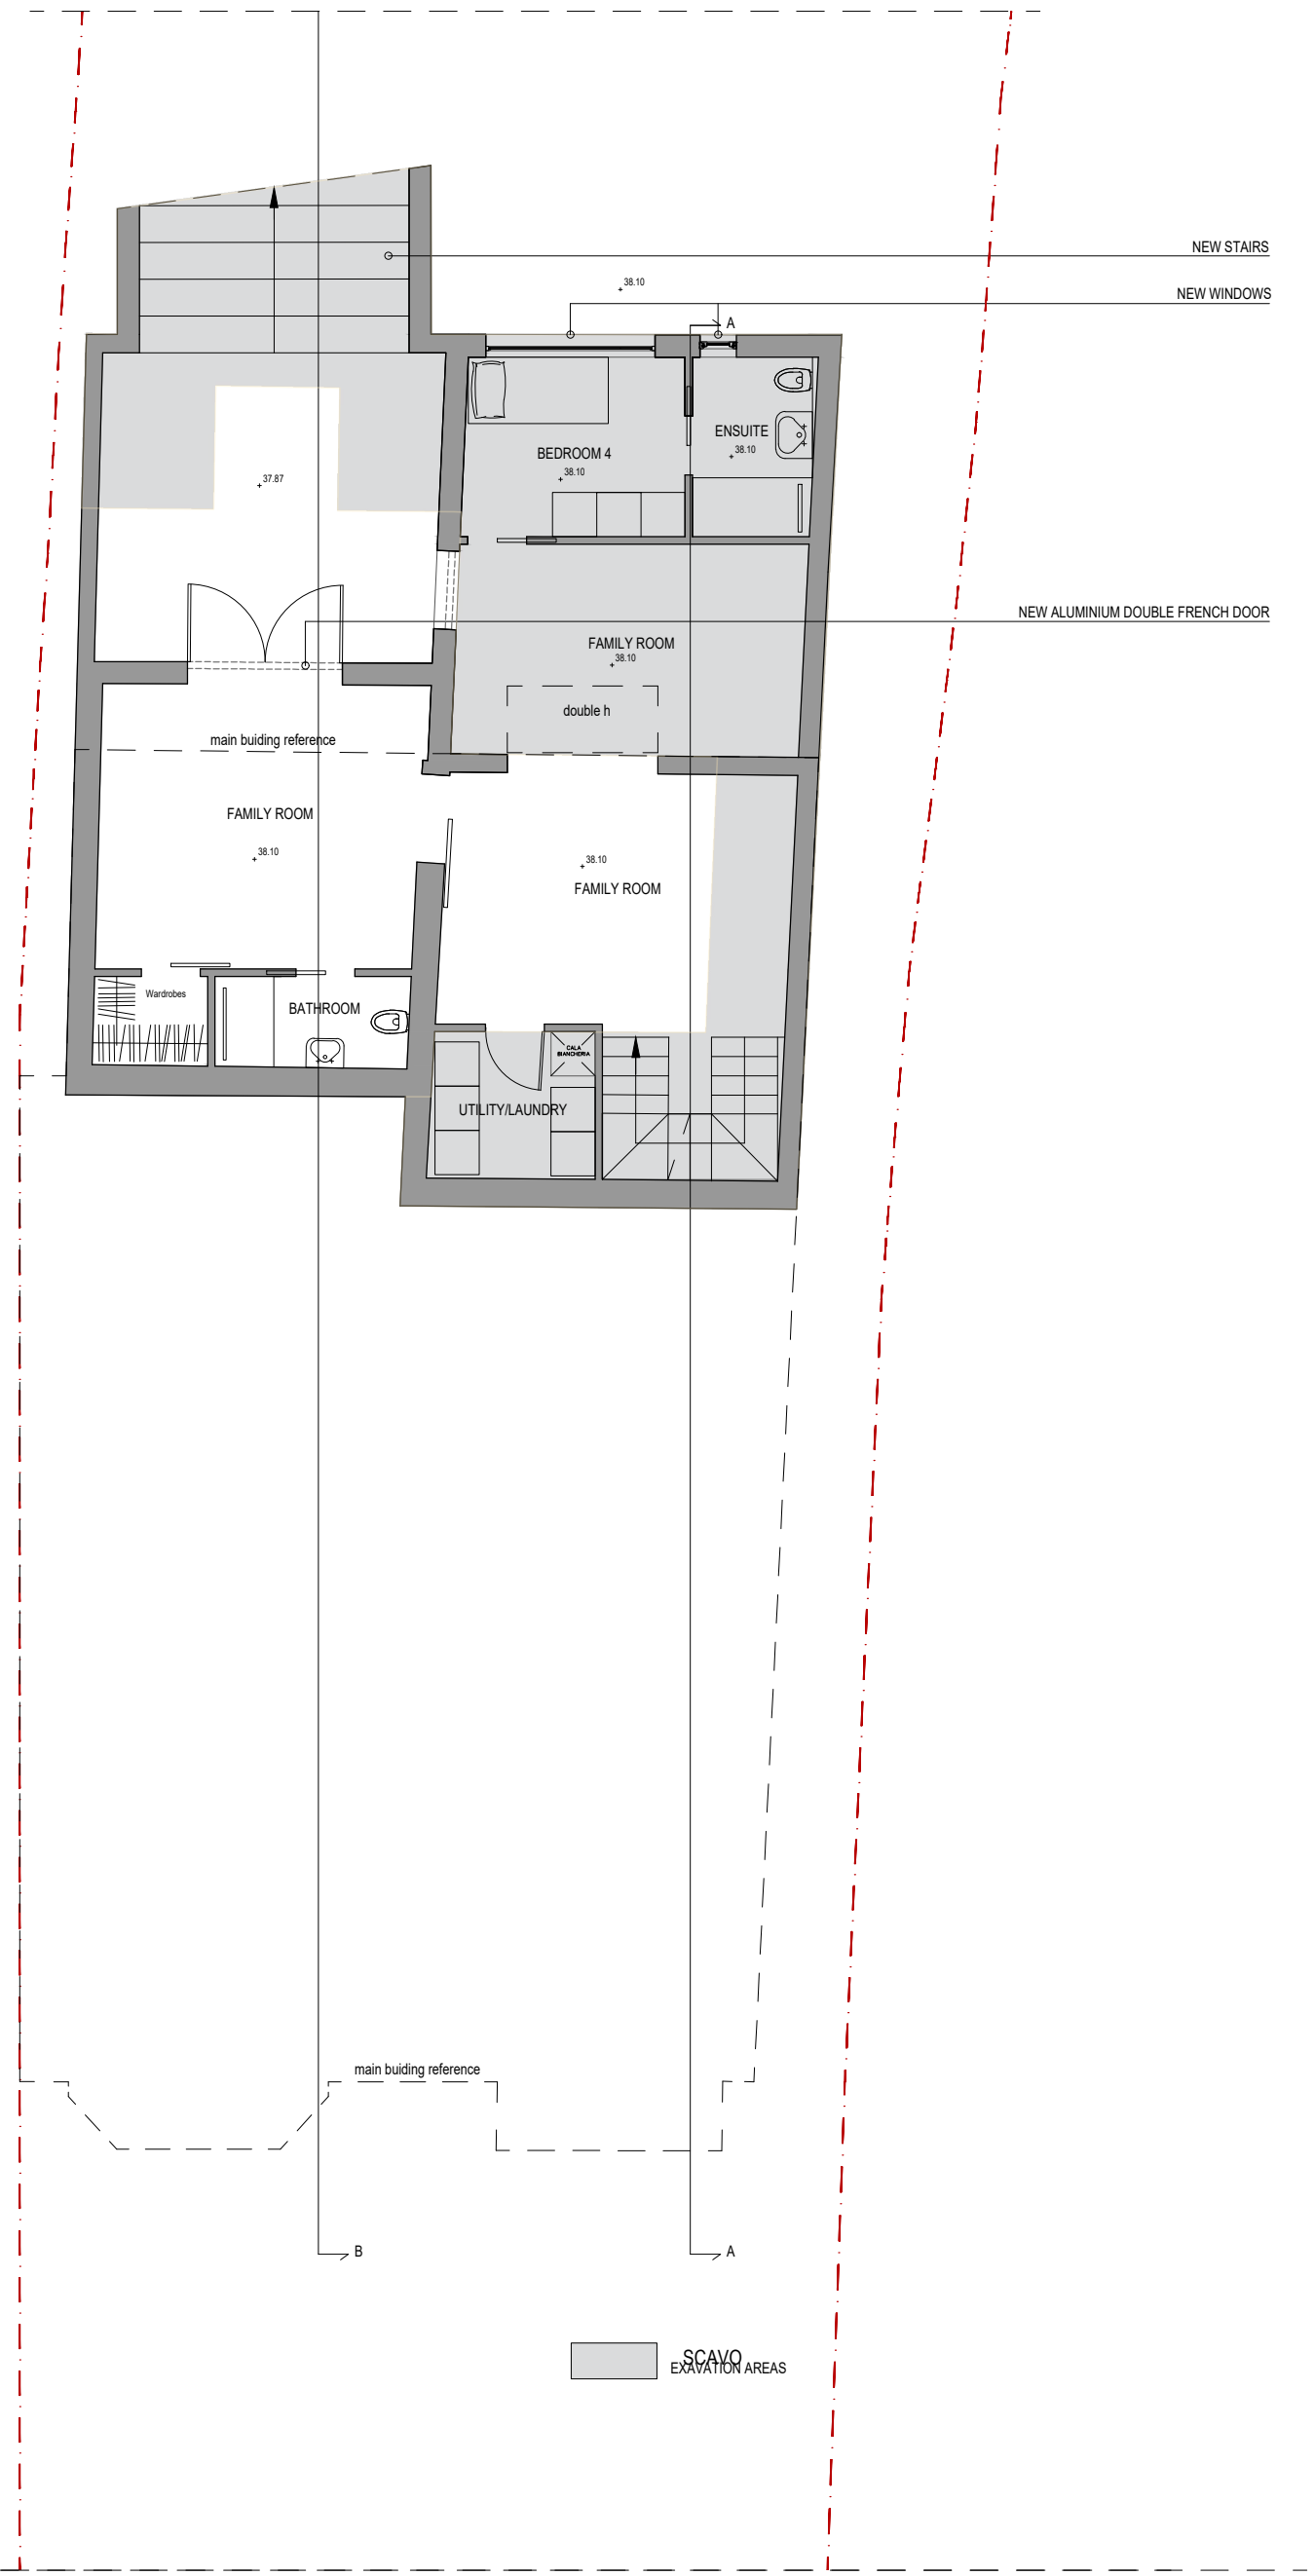 NEW STAIRS
38.10
NEW WINDOWS
A
ENSUITE
38.10
BEDROOM 4
38.10
37.87
NEW ALUMINIUM DOUBLE FRENCH DOOR
FAMILY ROOM
38.10
double h
main buiding reference
FAMILY ROOM
38.10
38.10
FAMILY ROOM
Wardrobes
BATHROOM
CALA
BIANCHERIA
UTILITY/LAUNDRY
main buiding reference
B
A
SCAVO
EXAVATION AREAS